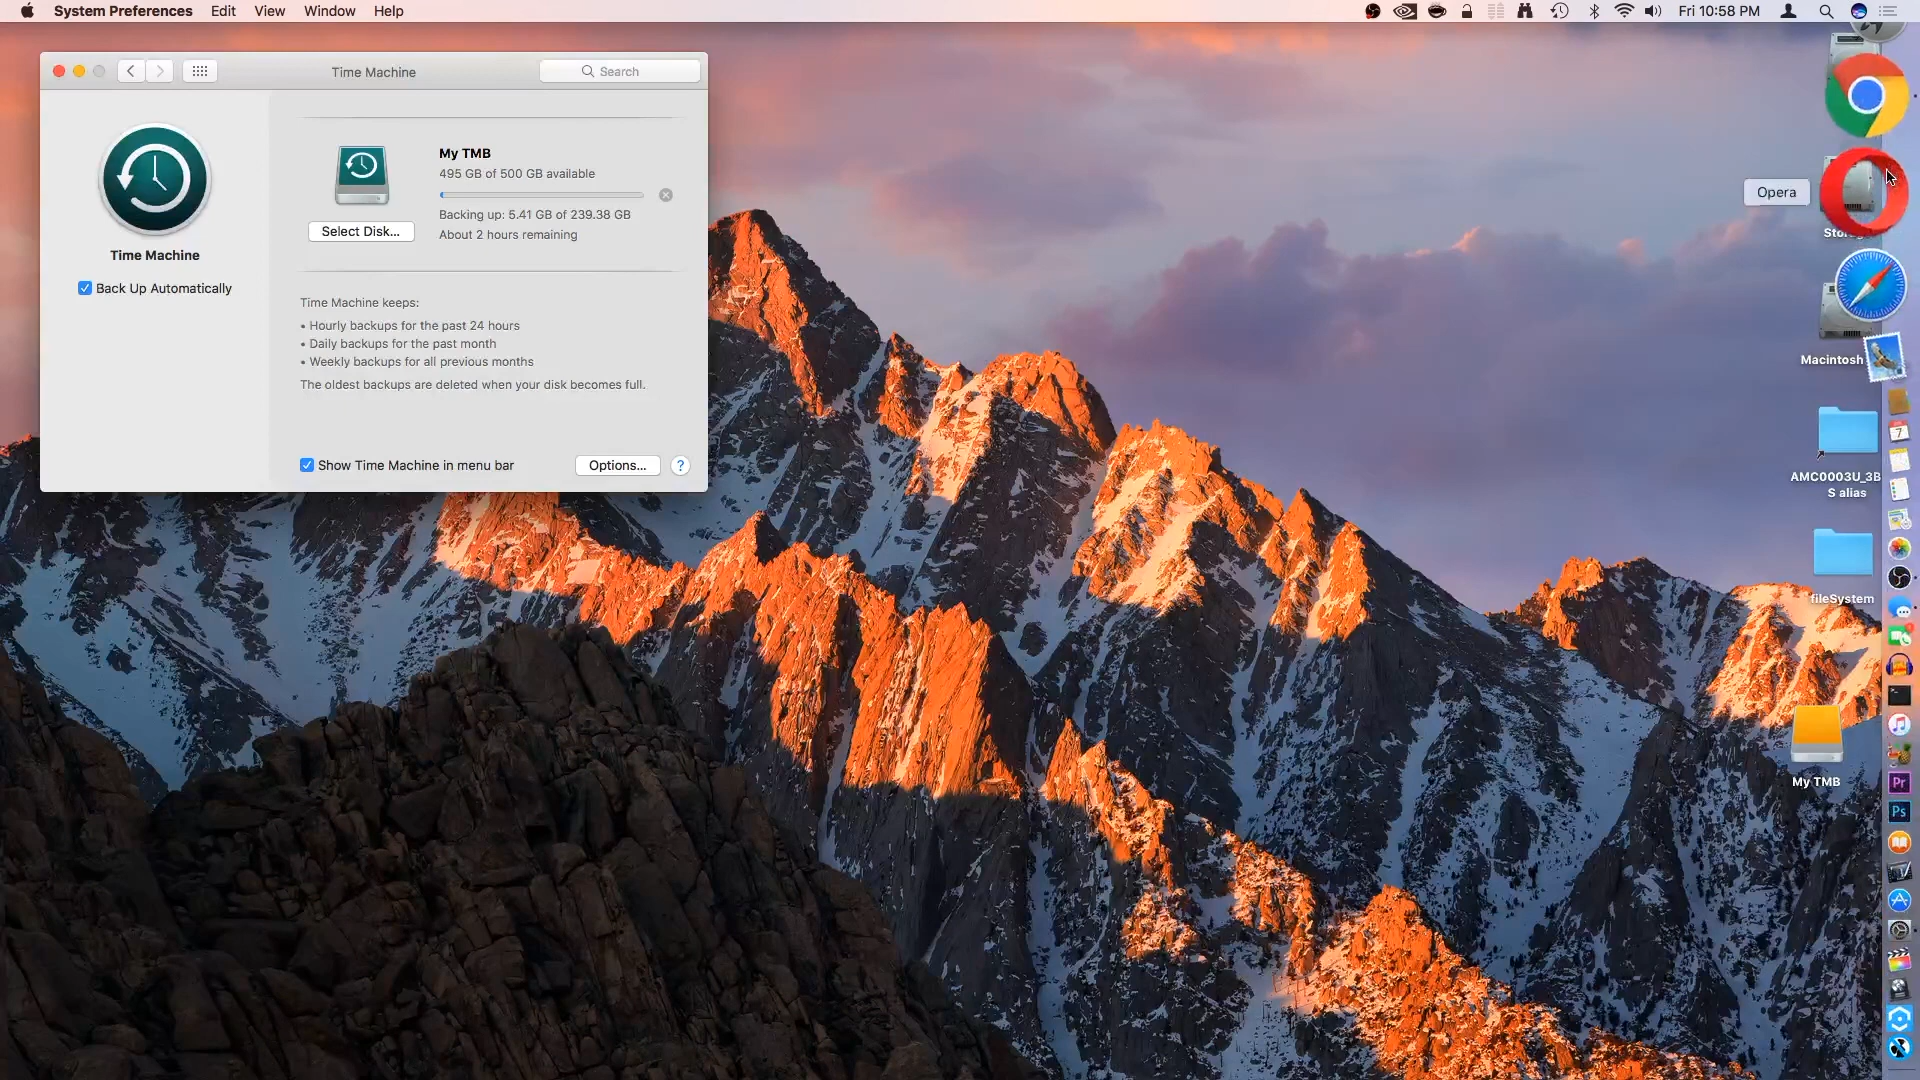 System Preferences Edit View Window Help
Fri 10:58 PM
Time Machine
Search
My TMB
495 GB of 500 GB available
Backing up: 5.41 GB of 239.38 GB
About 2 hours remaining
Select Disk...
Time Machine
Back Up Automatically
Time Machine keeps:
• Hourly backups for the past 24 hours
• Daily backups for the past month
• Weekly backups for all previous months
The oldest backups are deleted when your disk becomes full.
Show Time Machine in menu bar
Options...
?
Opera
Macintosh
AMC0003U_3B
S alias
fileSystem
My TMB
7
Pr
Ps